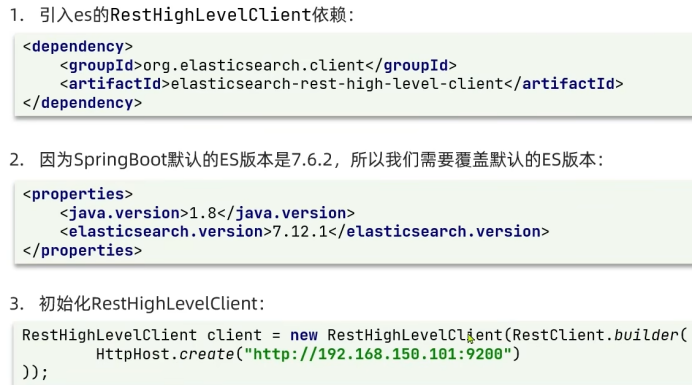 1. 引入es的RestHighLevelClient依赖：
<dependency>
<groupId>org.elasticsearch.client</groupId>
<artifactId>elasticsearch-rest-high-level-client</artifactId>
</dependency>
2. 因为SpringBoot默认的ES版本是7.6.2，所以我们需要覆盖默认的ES版本：
<properties>
<java.version>1.8</java.version>
<elasticsearch.version>7.12.1</elasticsearch.version>
</properties>
3. 初始化RestHighLevelClient：
RestHighLevelClient client = new RestHighLevelClient(RestClient.builder(
HttpHost.create("http://192.168.150.101:9200")
));